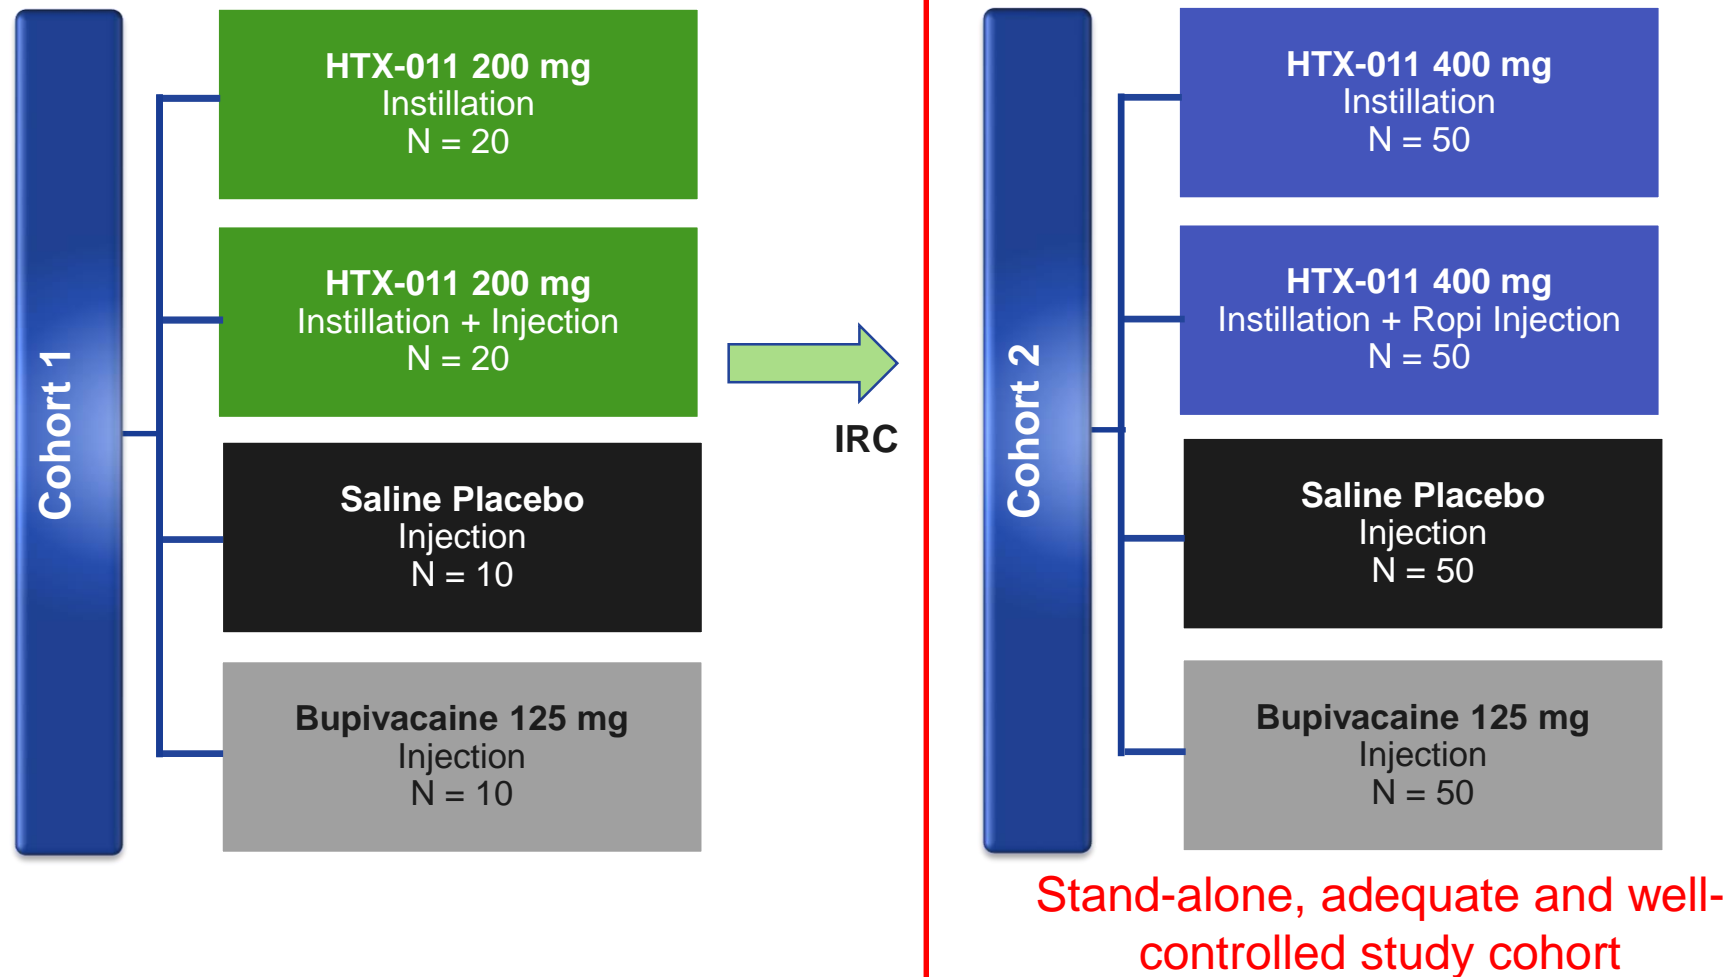 Cohort 1
HTX-011 200 mg
Instillation
N = 20
HTX-011 200 mg
Instillation + Injection
N = 20
Saline Placebo
Injection
N = 10
Bupivacaine 125 mg
Injection
N = 10
IRC
Cohort 2
HTX-011 400 mg
Instillation
N = 50
HTX-011 400 mg
Instillation + Ropi Injection
N = 50
Saline Placebo
Injection
N = 50
Bupivacaine 125 mg
Injection
N = 50
Stand-alone, adequate and well-
controlled study cohort